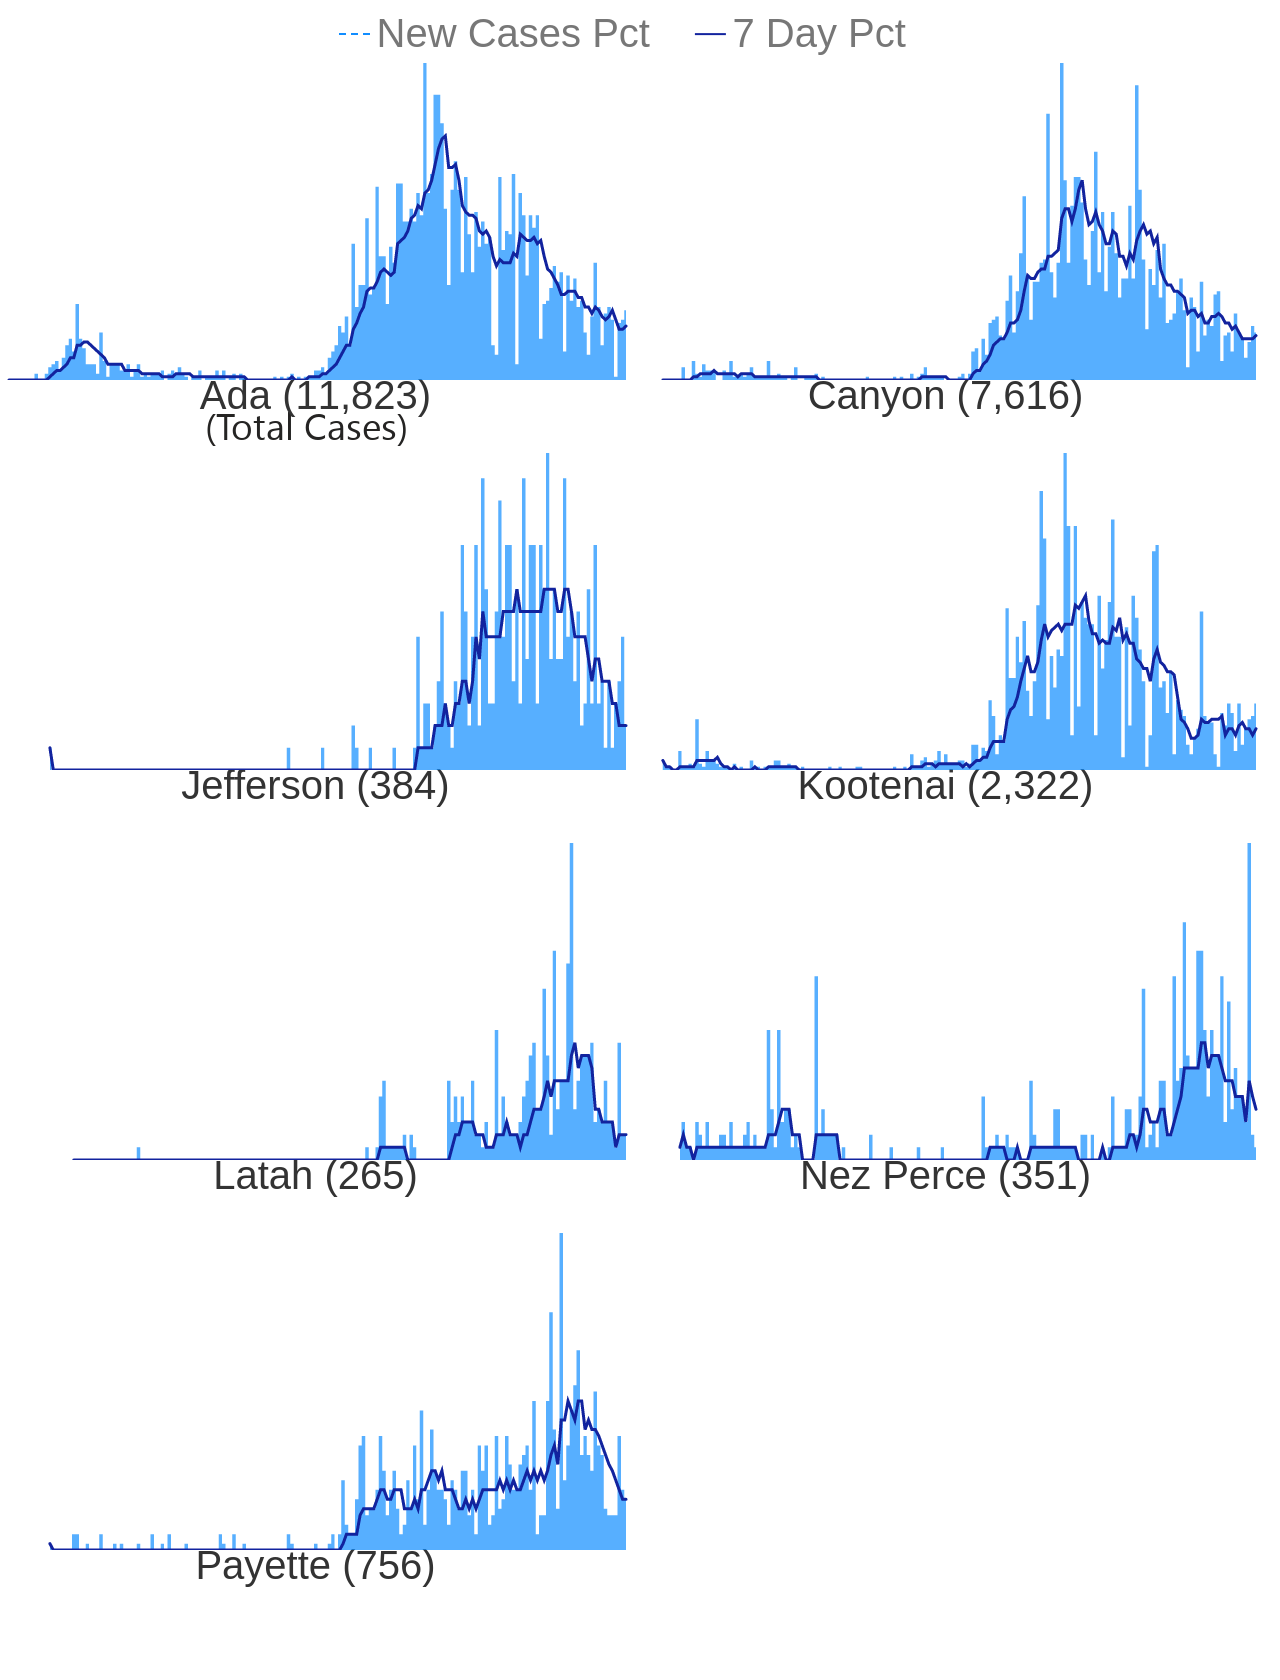 New Cases Pct 7 Day Pct
Ada (11,823) Canyon (7,616)
(Total Cases)
Jefferson (384) Kootenai (2,322)
Latah (265) Nez Perce (351)
Payette (756)